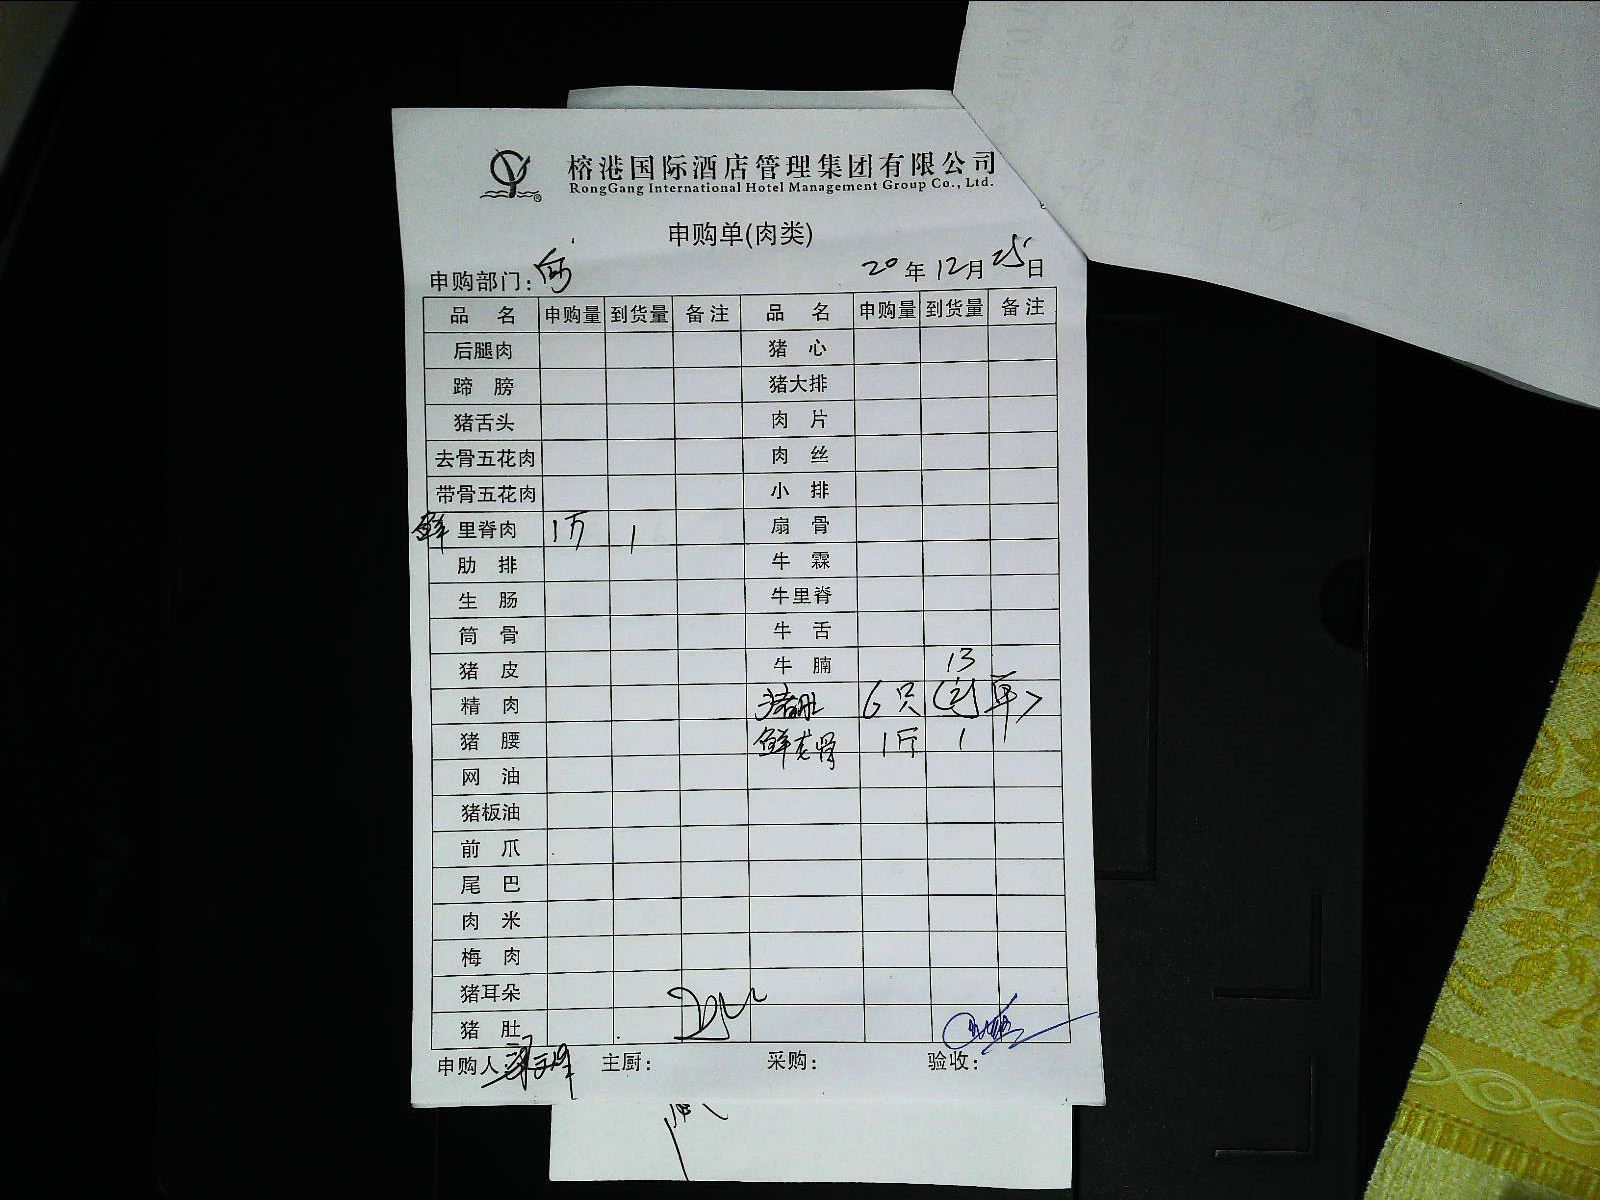 榕港国际酒店管理集团有限公司
RongGang International Hotel Management Group Co., Ltd.
申购单(肉类)
申购部门: 20年12月25日
品名 申购量 到货量 备注 品名 申购量 到货量 备注
后腿肉 猪心
蹄膀 猪大排
猪舌头 肉片
去骨五花肉 肉丝
带骨五花肉 小排
鲜里脊肉 1斤 1 扇骨
肋排 牛霖
生肠 牛里脊
筒骨 牛舌
猪皮 牛腩 13
精肉 猪肚 6只
猪腰 鲜龙骨 1斤 1
网油
猪板油
前爪
尾巴
肉米
梅肉
猪耳朵
猪肚
申购人: 主厨: 采购: 验收: